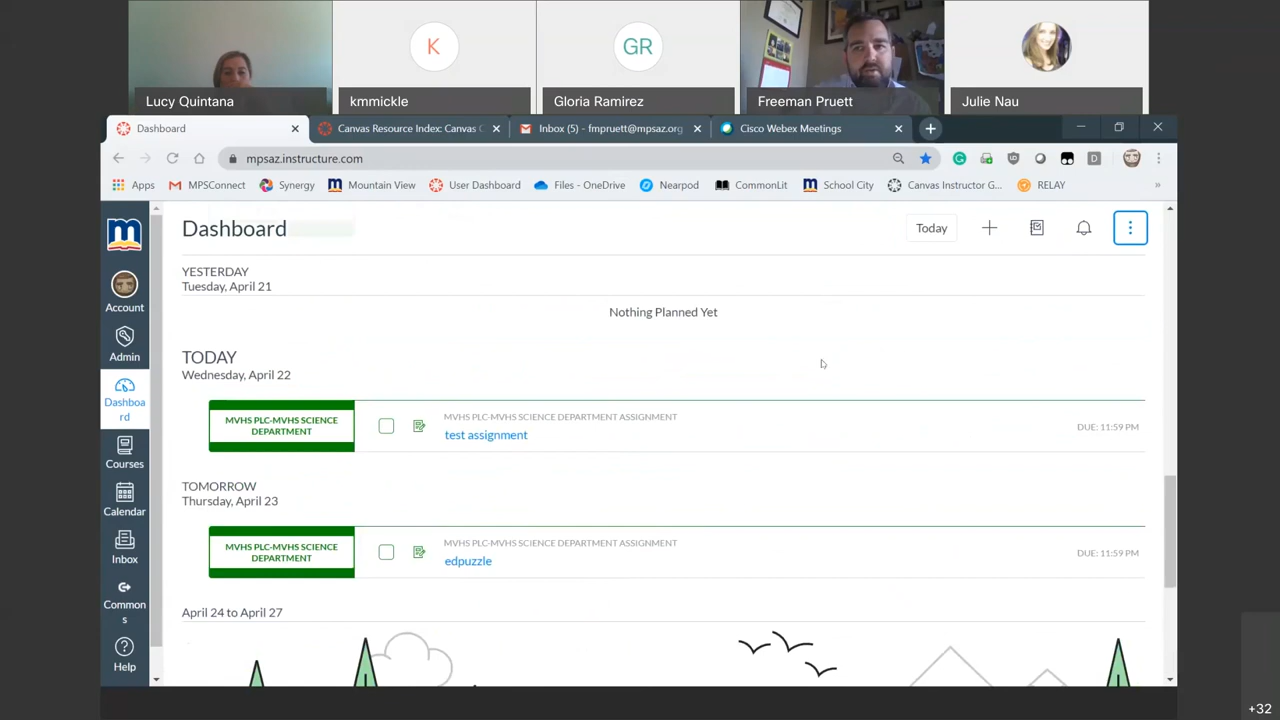 K
GR
Lucy Quintana
kmmickle
Gloria Ramirez
Freeman Pruett
Julie Nau
Dashboard
Canvas Resource Index: Canvas C
Inbox (5) - fmpruett@mpsaz.org
Cisco Webex Meetings
mpsaz.instructure.com
Apps
MPSConnect
Synergy
Mountain View
User Dashboard
Files - OneDrive
Nearpod
CommonLit
School City
Canvas Instructor G...
RELAY
»
Account
Admin
Dashboa
rd
Courses
Calendar
Inbox
Common
s
Help
Dashboard
Today
YESTERDAY
Tuesday, April 21
Nothing Planned Yet
TODAY
Wednesday, April 22
MVHS PLC-MVHS SCIENCE
DEPARTMENT
MVHS PLC-MVHS SCIENCE DEPARTMENT ASSIGNMENT
test assignment
DUE: 11:59 PM
TOMORROW
Thursday, April 23
MVHS PLC-MVHS SCIENCE
DEPARTMENT
MVHS PLC-MVHS SCIENCE DEPARTMENT ASSIGNMENT
edpuzzle
DUE: 11:59 PM
April 24 to April 27
+32